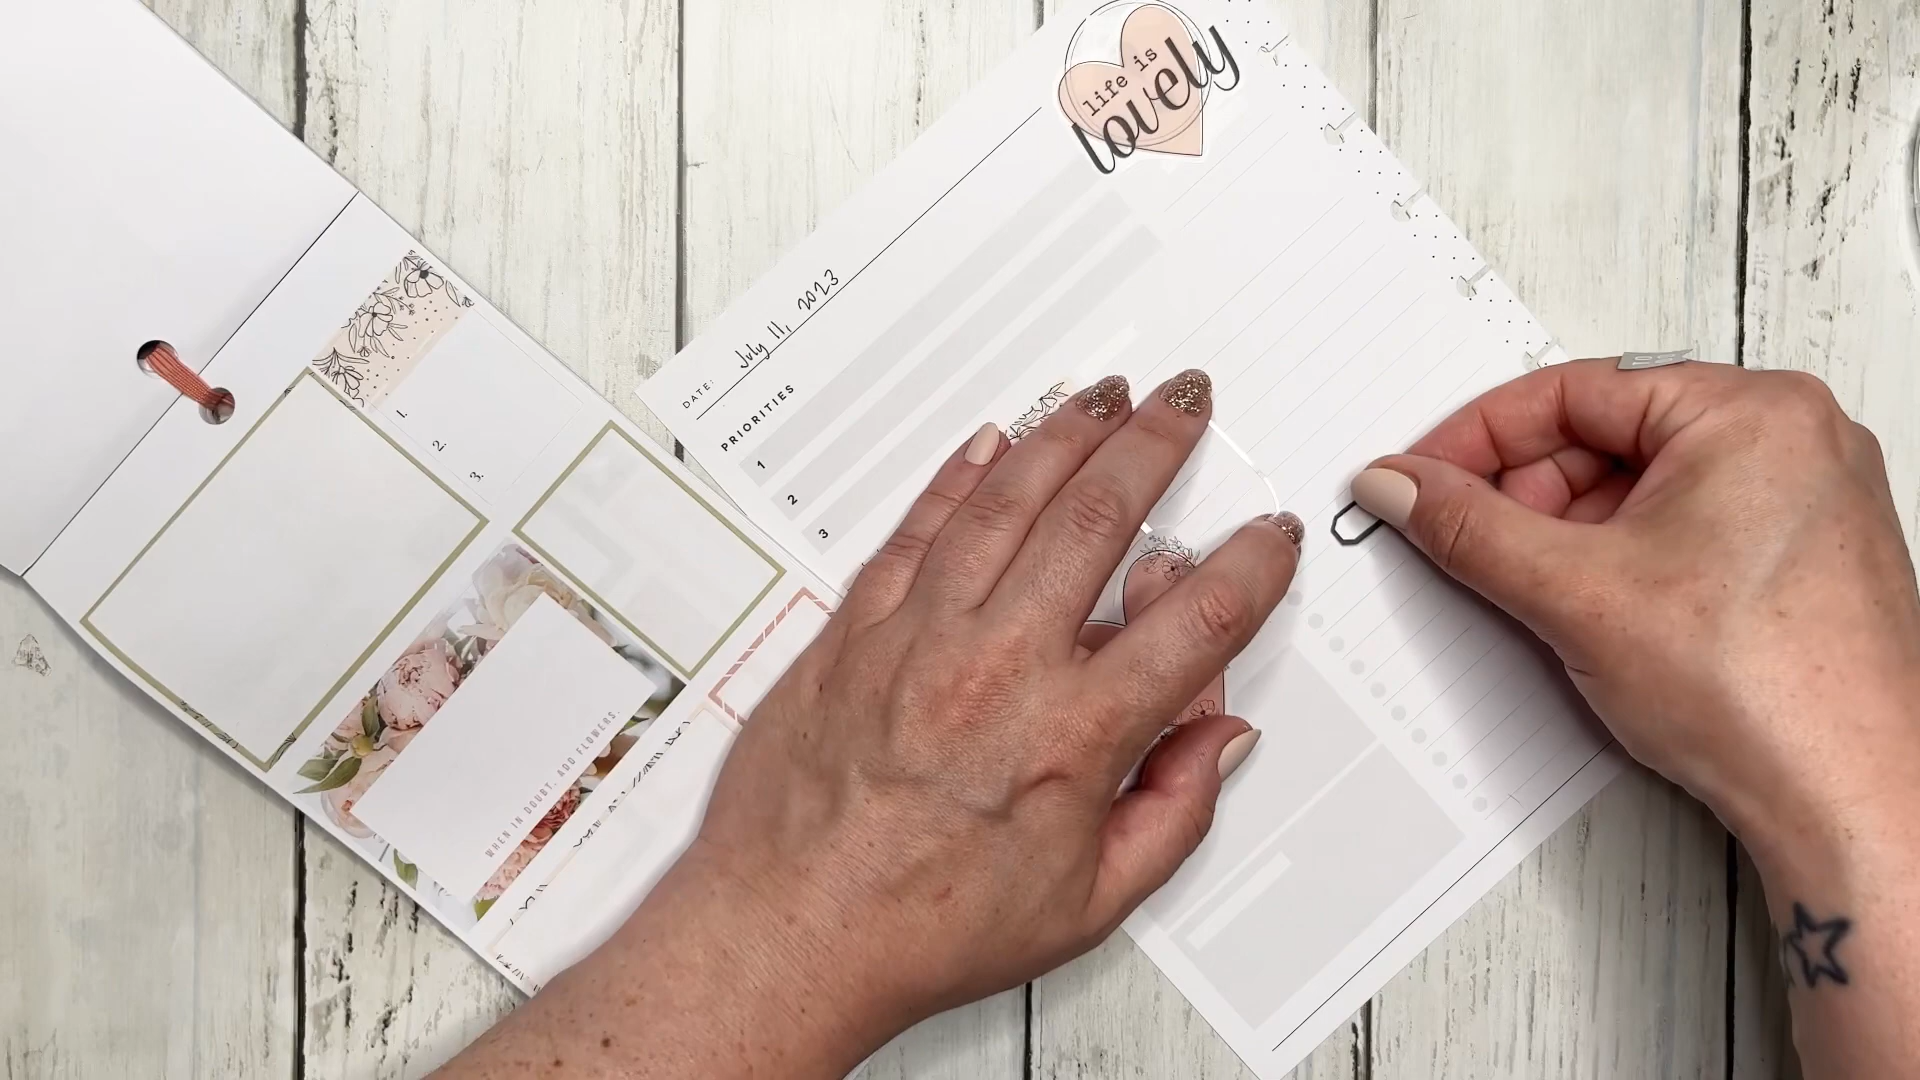 life is
lovely
DATE: July 11, 2023
PRIORITIES
1
2
3
1.
2.
3.
WHEN IN DOUBT, ADD FLOWERS.